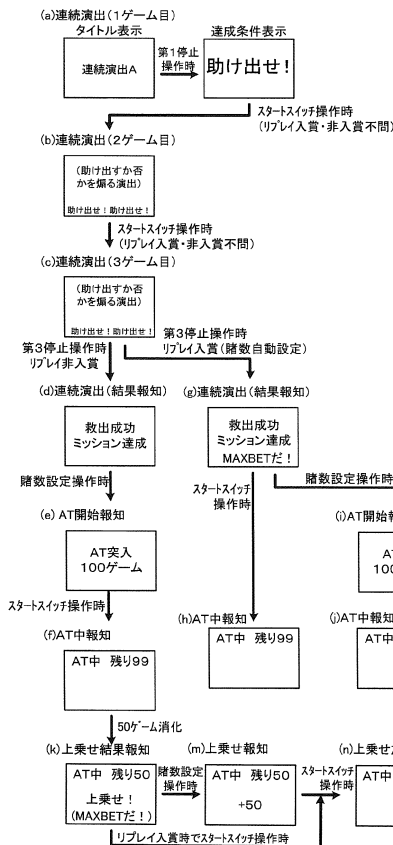 (a)連続演出(1ゲーム目)
タイトル表示
達成条件表示
連続演出A
第1停止
操作時
助け出せ！
スタートスイッチ操作時
(リプレイ入賞・非入賞不問)
(b)連続演出(2ゲーム目)
(助け出すか否
かを煽る演出)
助け出せ！助け出せ！
スタートスイッチ操作時
(リプレイ入賞・非入賞不問)
(c)連続演出(3ゲーム目)
(助け出すか否
かを煽る演出)
助け出せ！助け出せ！
第3停止操作時
リプレイ非入賞
第3停止操作時
リプレイ入賞(賭数自動設定)
(d)連続演出(結果報知)
(g)連続演出(結果報知)
救出成功
ミッション達成
救出成功
ミッション達成
MAXBETだ！
賭数設定操作時
スタートスイッチ
操作時
賭数設定操作時
(e) AT開始報知
(i)AT開始
AT突入
100ゲーム
100
スタートスイッチ操作時
(f)AT中報知
(h)AT中報知
(j)AT中報知
AT中 残り99
AT中 残り99
AT中
50ゲーム消化
(k)上乗せ結果報知
(m)上乗せ報知
(n)上乗せ
AT中 残り50
上乗せ！
(MAXBETだ！)
賭数設定
操作時
AT中 残り50
+50
スタートスイッチ
操作時
AT中
リプレイ入賞時でスタートスイッチ操作時